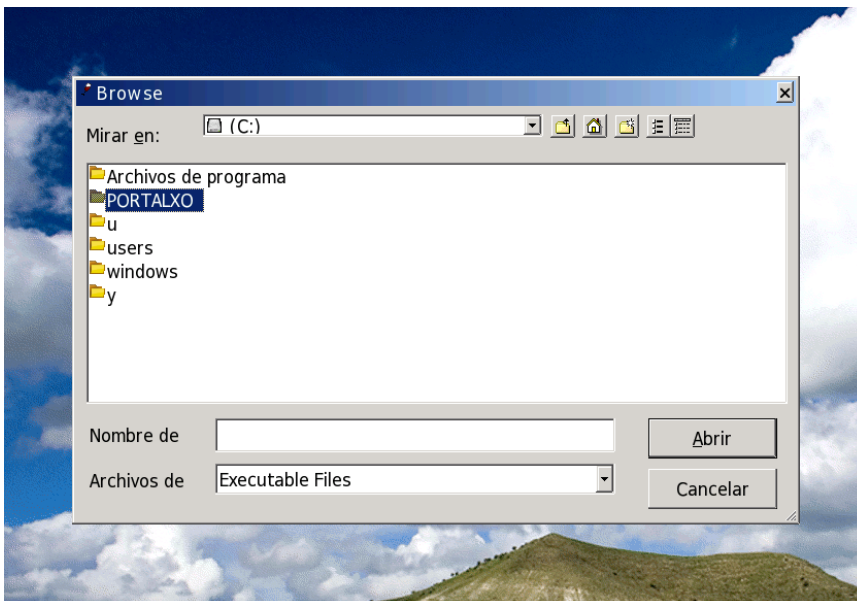 Browse
Mirar en: (C:)
Archivos de programa
PORTALXO
u
users
windows
y
Nombre de
Abrir
Archivos de Executable Files
Cancelar